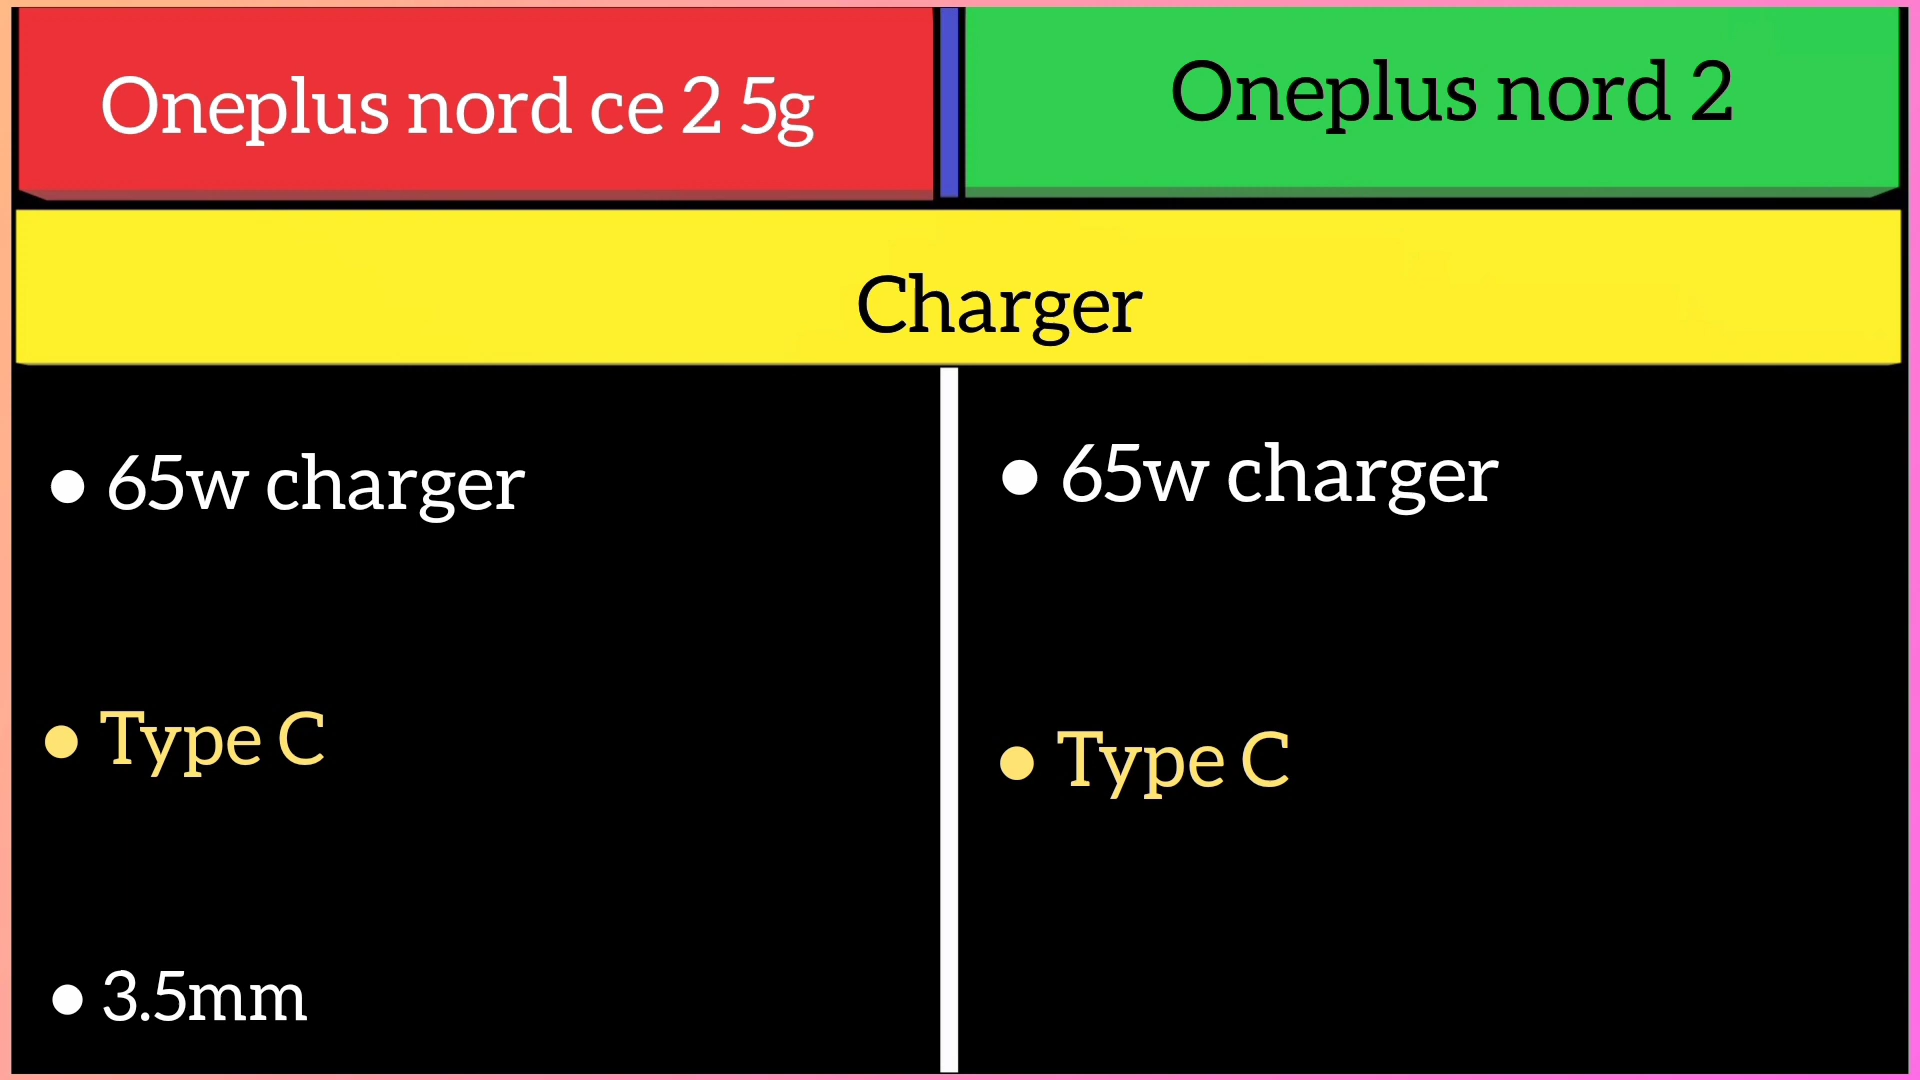 Oneplus nord ce 2 5g
Oneplus nord 2
Charger
● 65w charger
● Type C
● 3.5mm
● 65w charger
● Type C